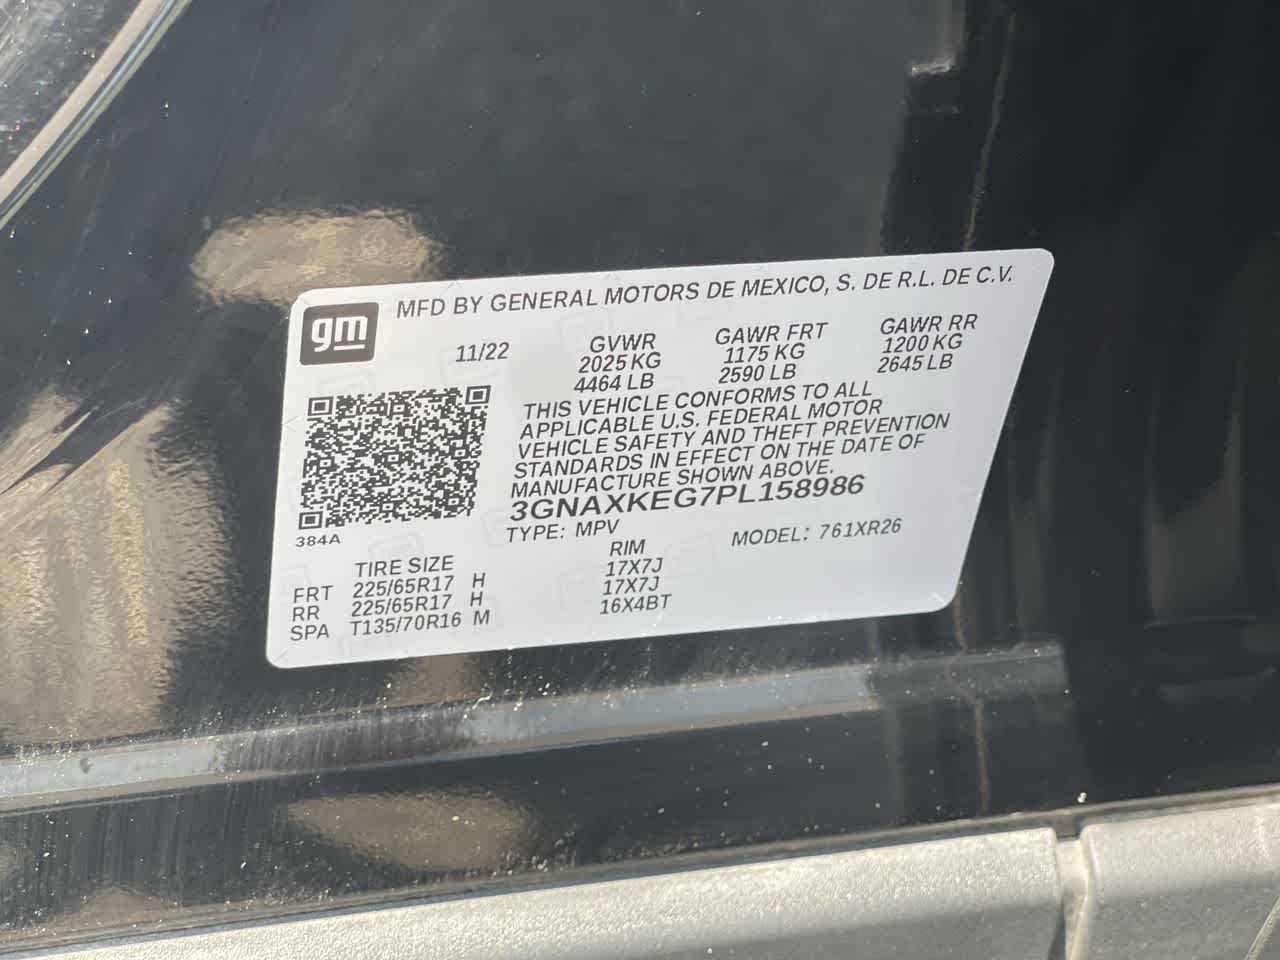 gm MFD BY GENERAL MOTORS DE MEXICO, S. DE R.L. DE C.V.
11/22 GVWR GAWR FRT GAWR RR
2025 KG 1175 KG 1200 KG
4464 LB 2590 LB 2645 LB
THIS VEHICLE CONFORMS TO ALL
APPLICABLE U.S. FEDERAL MOTOR
VEHICLE SAFETY AND THEFT PREVENTION
STANDARDS IN EFFECT ON THE DATE OF
MANUFACTURE SHOWN ABOVE.
3GNAXKEG7PL158986
384A
TYPE: MPV MODEL: 761XR26
TIRE SIZE RIM
FRT 225/65R17 H 17X7J
RR 225/65R17 H 17X7J
SPA T135/70R16 M 16X4BT